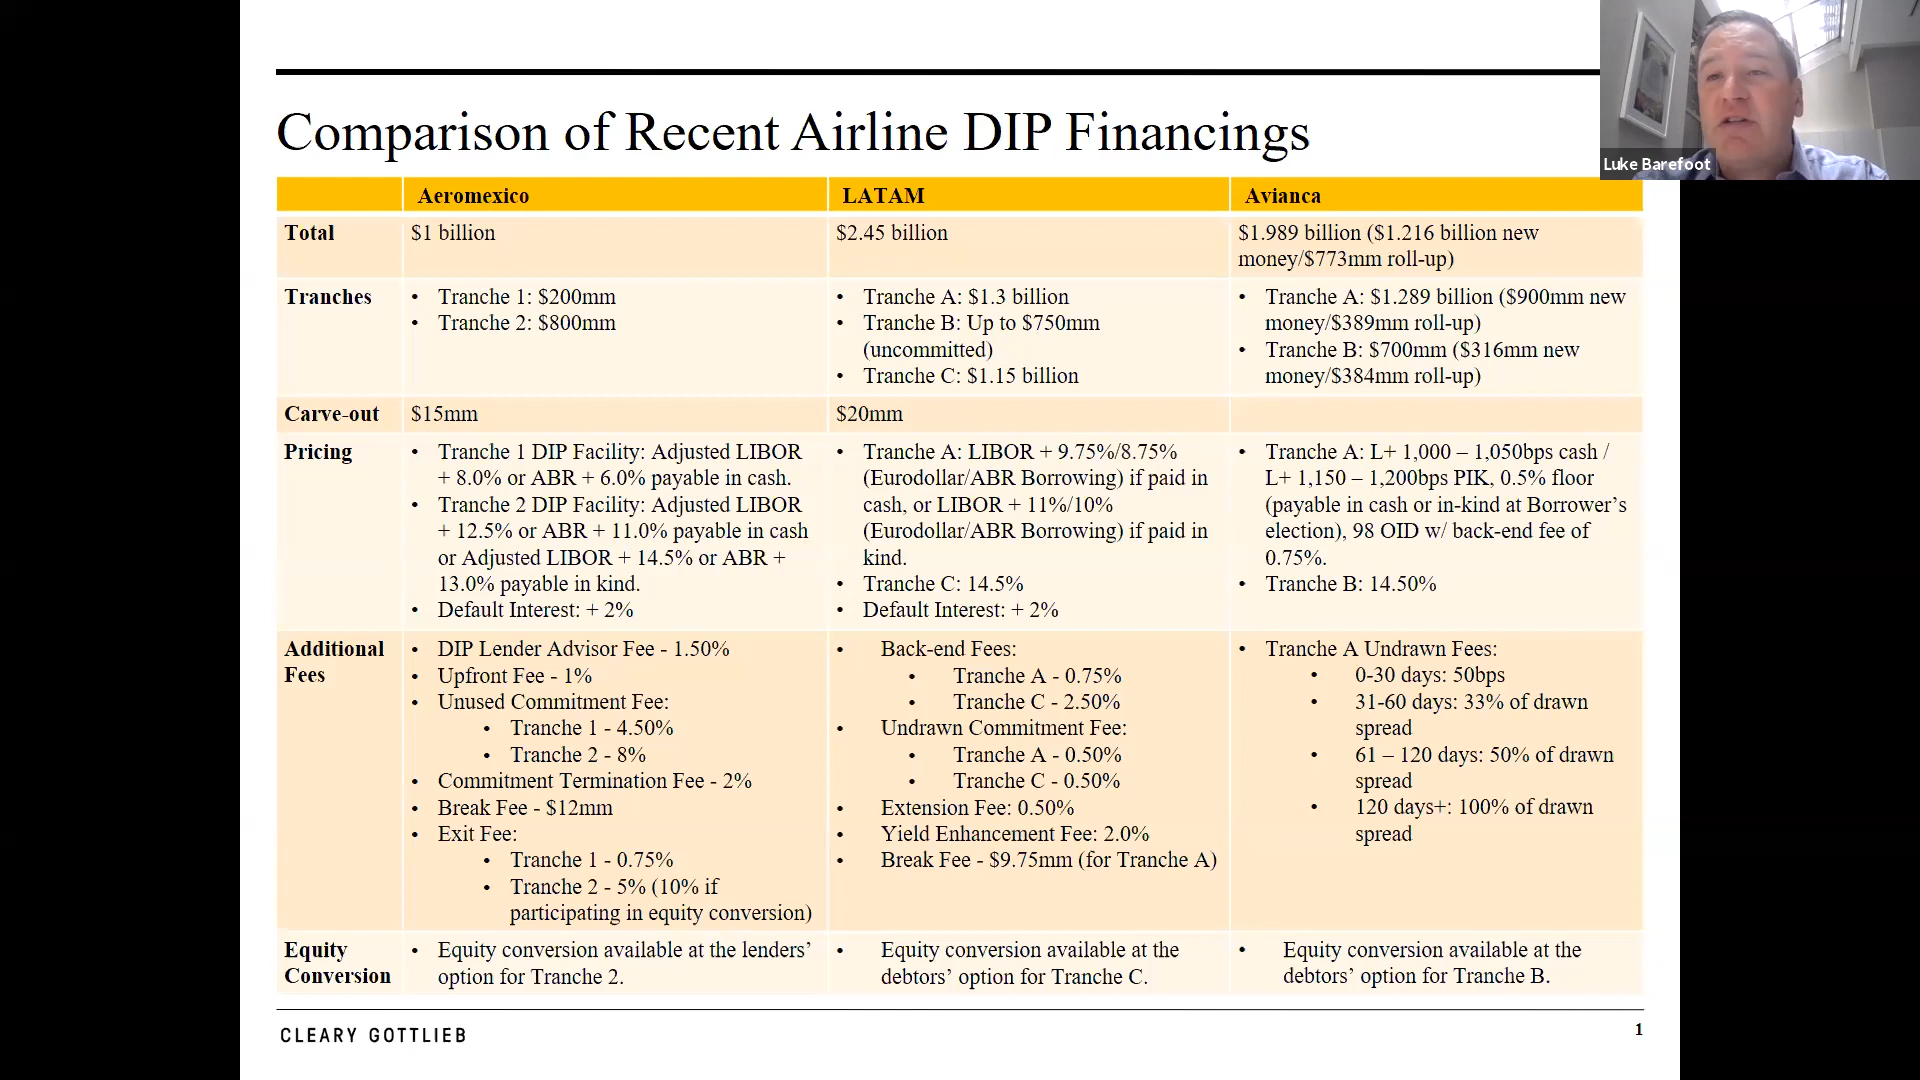 Comparison of Recent Airline DIP Financings
Luke Barefoot
Aeromexico
LATAM
Avianca
Total
$1 billion
$2.45 billion
$1.989 billion ($1.216 billion new
money/$773mm roll-up)
Tranches
• Tranche 1: $200mm
• Tranche 2: $800mm
• Tranche A: $1.3 billion
• Tranche B: Up to $750mm
(uncommitted)
• Tranche C: $1.15 billion
• Tranche A: $1.289 billion ($900mm new
money/$389mm roll-up)
• Tranche B: $700mm ($316mm new
money/$384mm roll-up)
Carve-out
$15mm
$20mm
Pricing
• Tranche 1 DIP Facility: Adjusted LIBOR
+ 8.0% or ABR + 6.0% payable in cash.
• Tranche 2 DIP Facility: Adjusted LIBOR
+ 12.5% or ABR + 11.0% payable in cash
or Adjusted LIBOR + 14.5% or ABR +
13.0% payable in kind.
• Default Interest: + 2%
• Tranche A: LIBOR + 9.75%/8.75%
(Eurodollar/ABR Borrowing) if paid in
cash, or LIBOR + 11%/10%
(Eurodollar/ABR Borrowing) if paid in
kind.
• Tranche C: 14.5%
• Default Interest: + 2%
• Tranche A: L+ 1,000 – 1,050bps cash /
L+ 1,150 – 1,200bps PIK, 0.5% floor
(payable in cash or in-kind at Borrower’s
election), 98 OID w/ back-end fee of
0.75%.
• Tranche B: 14.50%
Additional
Fees
• DIP Lender Advisor Fee - 1.50%
• Upfront Fee - 1%
• Unused Commitment Fee:
• Tranche 1 - 4.50%
• Tranche 2 - 8%
• Commitment Termination Fee - 2%
• Break Fee - $12mm
• Exit Fee:
• Tranche 1 - 0.75%
• Tranche 2 - 5% (10% if
participating in equity conversion)
• Back-end Fees:
• Tranche A - 0.75%
• Tranche C - 2.50%
• Undrawn Commitment Fee:
• Tranche A - 0.50%
• Tranche C - 0.50%
• Extension Fee: 0.50%
• Yield Enhancement Fee: 2.0%
• Break Fee - $9.75mm (for Tranche A)
• Tranche A Undrawn Fees:
• 0-30 days: 50bps
• 31-60 days: 33% of drawn
spread
• 61 – 120 days: 50% of drawn
spread
• 120 days+: 100% of drawn
spread
Equity
Conversion
• Equity conversion available at the lenders’
option for Tranche 2.
• Equity conversion available at the
debtors’ option for Tranche C.
• Equity conversion available at the
debtors’ option for Tranche B.
CLEARY GOTTLIEB
1